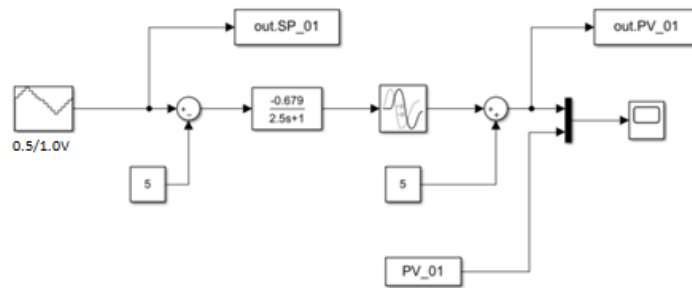 out.SP_01
out.PV_01
0.5/1.0V
+
−
-0.679
2.5s+1
+
+
5
5
PV_01